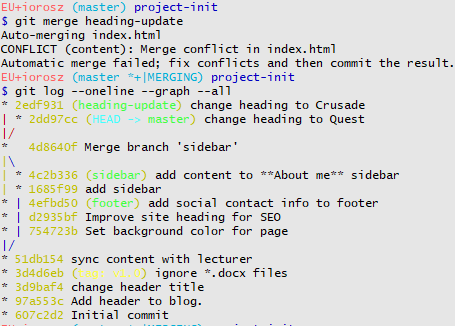 EU+iorosz (master) project-init
$ git merge heading-update
Auto-merging index.html
CONFLICT (content): Merge conflict in index.html
Automatic merge failed; fix conflicts and then commit the result.
EU+iorosz (master *+|MERGING) project-init
$ git log --oneline --graph --all
* 2edf931 (heading-update) change heading to Crusade
| * 2dd97cc (HEAD -> master) change heading to Quest
|/
*   4d8640f Merge branch 'sidebar'
|\
| * 4c2b336 (sidebar) add content to **About me** sidebar
| * 1685f99 add sidebar
* | 4efbd50 (footer) add social contact info to footer
* | d2935bf Improve site heading for SEO
* | 754723b Set background color for page
|/
* 51db154 sync content with lecturer
* 3d4d6eb (tag: v1.0) ignore *.docx files
* 3d9baf4 change header title
* 97a553c Add header to blog.
* 607c2d2 Initial commit